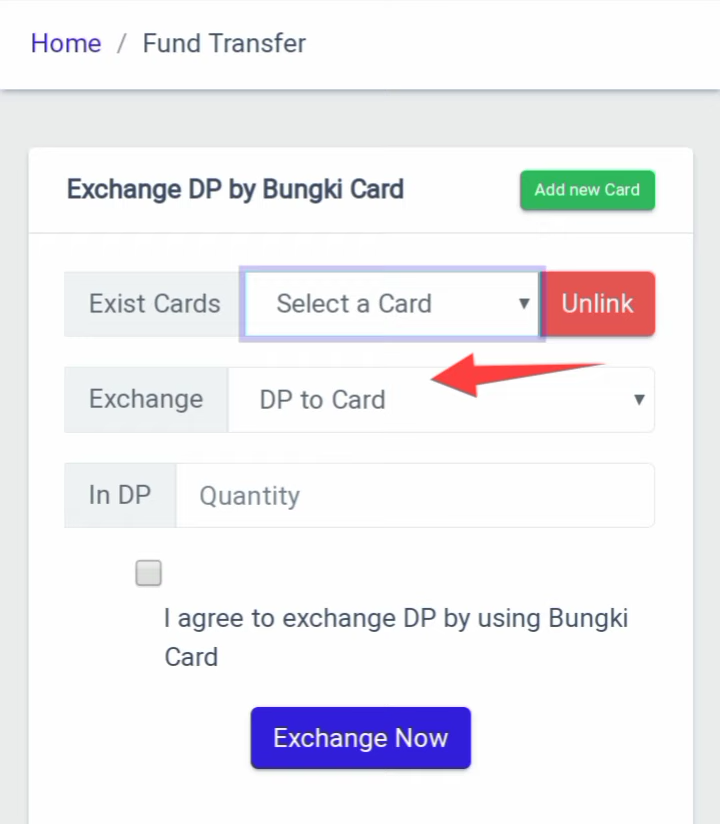 Home / Fund Transfer
Exchange DP by Bungki Card Add new Card
Exist Cards Select a Card Unlink
Exchange DP to Card
In DP Quantity
I agree to exchange DP by using Bungki
Card
Exchange Now